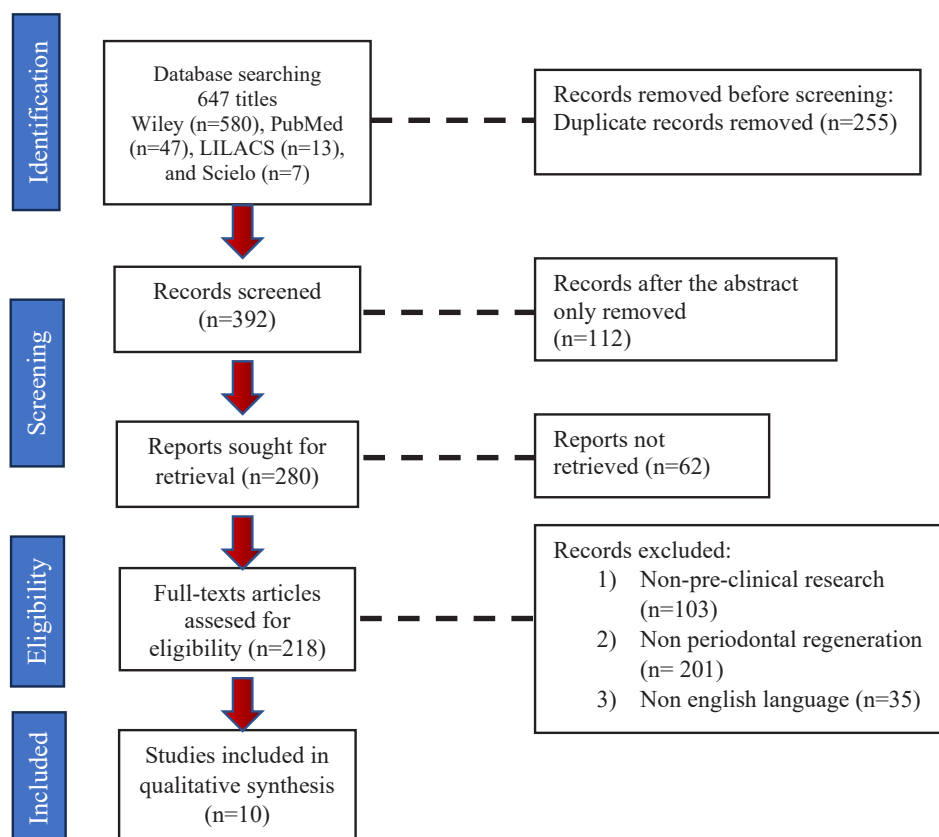 Identification
Database searching
647 titles
Wiley (n=580), PubMed
(n=47), LILACS (n=13),
and Scielo (n=7)
Records removed before screening:
Duplicate records removed (n=255)
Screening
Records screened
(n=392)
Records after the abstract
only removed
(n=112)
Reports sought for
retrieval (n=280)
Reports not
retrieved (n=62)
Eligibility
Full-texts articles
assesed for
eligibility (n=218)
Records excluded:
1) Non-pre-clinical research
(n=103)
2) Non periodontal regeneration
(n= 201)
3) Non english language (n=35)
Included
Studies included in
qualitative synthesis
(n=10)